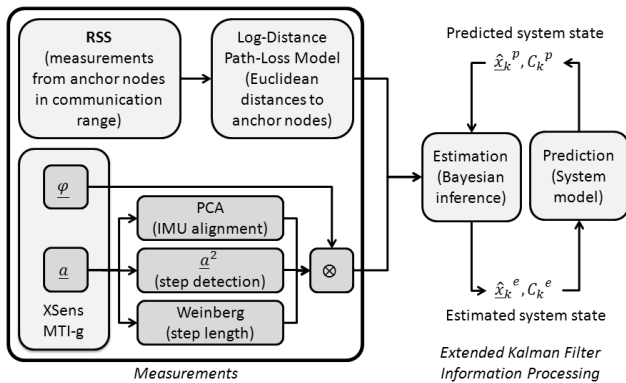 RSS
(measurements
from anchor nodes
in communication
range)
Log-Distance
Path-Loss Model
(Euclidean
distances to
anchor nodes)
φ
a
XSens
MTI-g
PCA
(IMU alignment)
a²
(step detection)
Weinberg
(step length)
⊗
Measurements
Predicted system state
x̂ₖᵖ, Cₖᵖ
Estimation
(Bayesian
inference)
Prediction
(System
model)
x̂ₖᵉ, Cₖᵉ
Estimated system state
Extended Kalman Filter
Information Processing